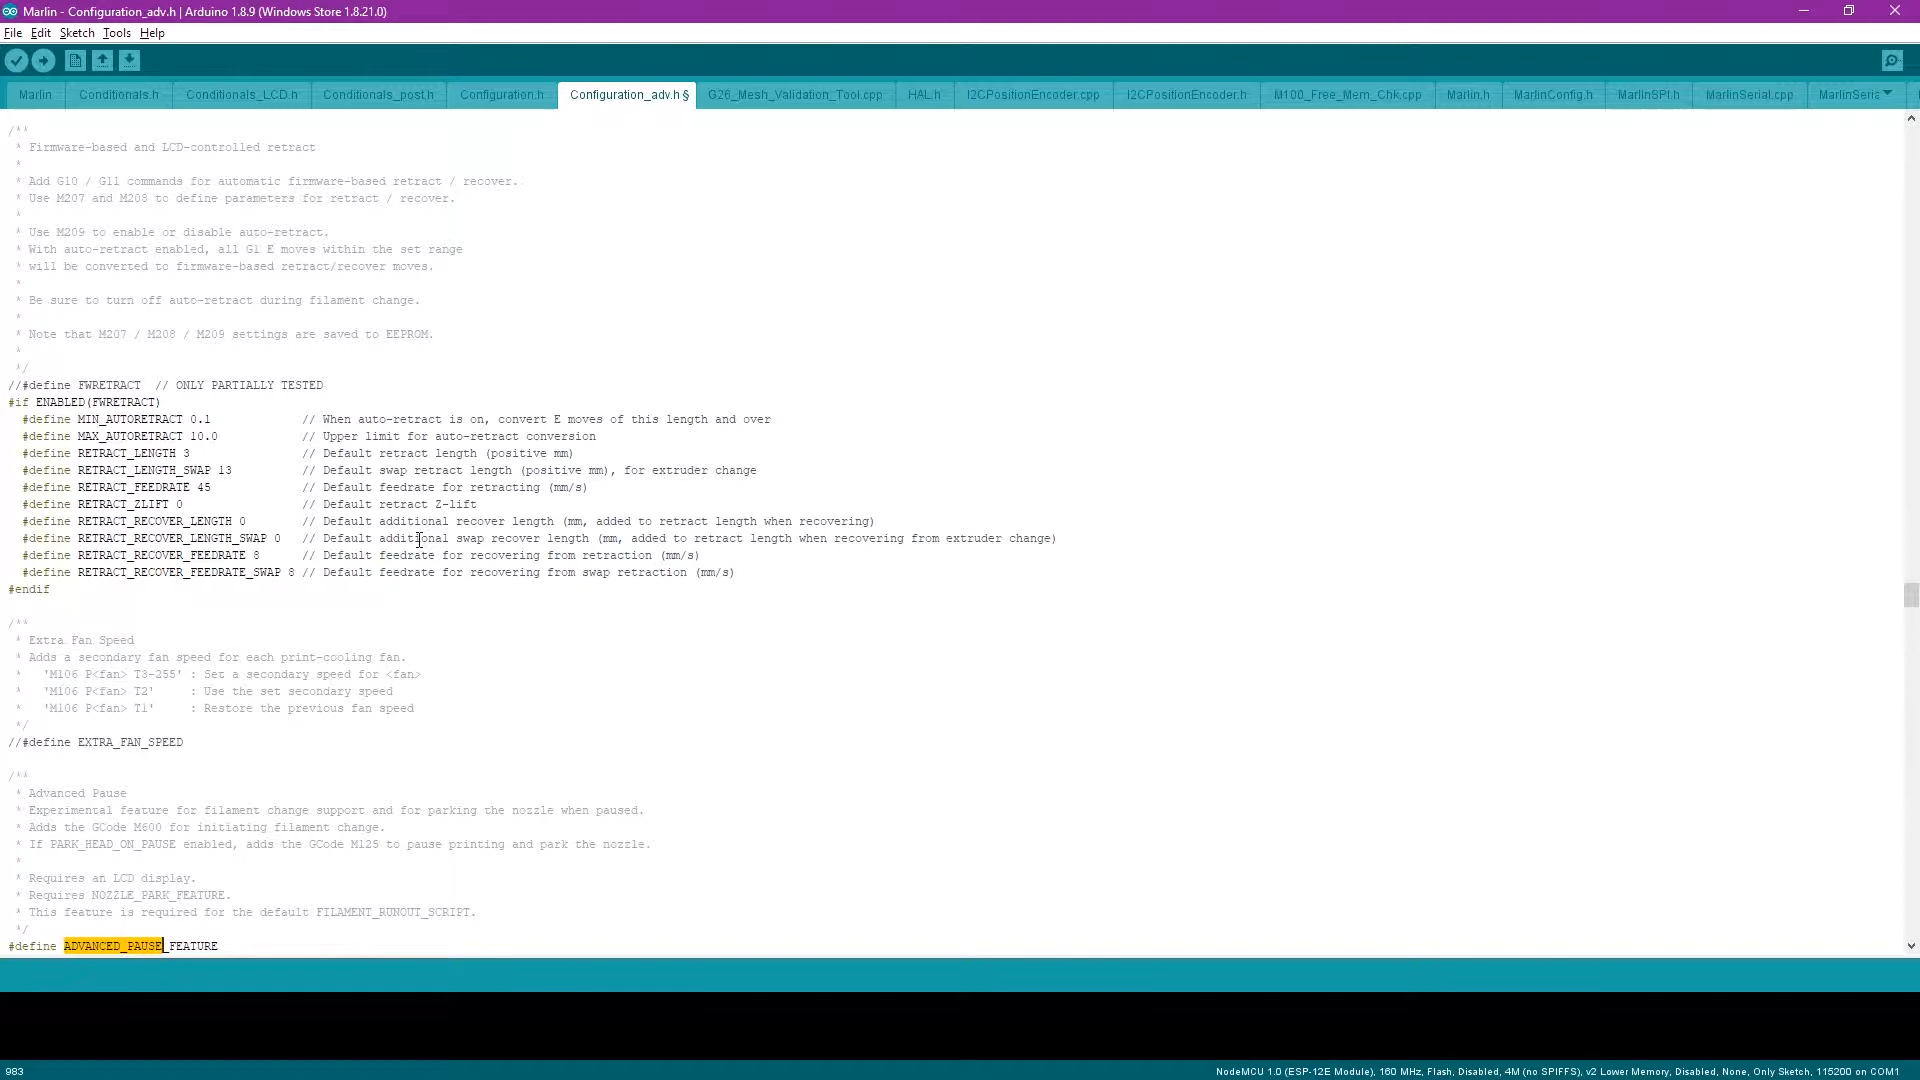 Marlin - Configuration_adv.h | Arduino 1.8.9 (Windows Store 1.8.21.0)
File Edit Sketch Tools Help
Marlin Conditionals.h Conditionals_LCD.h Conditionals_post.h Configuration.h Configuration_adv.h § G26_Mesh_Validation_Tool.cpp HAL.h I2CPositionEncoder.cpp I2CPositionEncoder.h M100_Free_Mem_Chk.cpp Marlin.h MarlinConfig.h MarlinSPI.h MarlinSerial.cpp MarlinSeria
/**
* Firmware-based and LCD-controlled retract
*
* Add G10 / G11 commands for automatic firmware-based retract / recover.
* Use M207 and M208 to define parameters for retract / recover.
*
* Use M209 to enable or disable auto-retract.
* With auto-retract enabled, all G1 E moves within the set range
* will be converted to firmware-based retract/recover moves.
*
* Be sure to turn off auto-retract during filament change.
*
* Note that M207 / M208 / M209 settings are saved to EEPROM.
*
*/
//#define FWRETRACT // ONLY PARTIALLY TESTED
#if ENABLED(FWRETRACT)
#define MIN_AUTORETRACT 0.1 // When auto-retract is on, convert E moves of this length and over
#define MAX_AUTORETRACT 10.0 // Upper limit for auto-retract conversion
#define RETRACT_LENGTH 3 // Default retract length (positive mm)
#define RETRACT_LENGTH_SWAP 13 // Default swap retract length (positive mm), for extruder change
#define RETRACT_FEEDRATE 45 // Default feedrate for retracting (mm/s)
#define RETRACT_ZLIFT 0 // Default retract Z-lift
#define RETRACT_RECOVER_LENGTH 0 // Default additional recover length (mm, added to retract length when recovering)
#define RETRACT_RECOVER_LENGTH_SWAP 0 // Default additional swap recover length (mm, added to retract length when recovering from extruder change)
#define RETRACT_RECOVER_FEEDRATE 8 // Default feedrate for recovering from retraction (mm/s)
#define RETRACT_RECOVER_FEEDRATE_SWAP 8 // Default feedrate for recovering from swap retraction (mm/s)
#endif
/**
* Extra Fan Speed
* Adds a secondary fan speed for each print-cooling fan.
* 'M106 P<fan> T3-255' : Set a secondary speed for <fan>
* 'M106 P<fan> T2' : Use the set secondary speed
* 'M106 P<fan> T1' : Restore the previous fan speed
*/
//#define EXTRA_FAN_SPEED
/**
* Advanced Pause
* Experimental feature for filament change support and for parking the nozzle when paused.
* Adds the GCode M600 for initiating filament change.
* If PARK_HEAD_ON_PAUSE enabled, adds the GCode M125 to pause printing and park the nozzle.
*
* Requires an LCD display.
* Requires NOZZLE_PARK_FEATURE.
* This feature is required for the default FILAMENT_RUNOUT_SCRIPT.
*/
#define ADVANCED_PAUSE_FEATURE
983 NodeMCU 1.0 (ESP-12E Module), 160 MHz, Flash, Disabled, 4M (no SPIFFS), v2 Lower Memory, Disabled, None, Only Sketch, 115200 on COM1